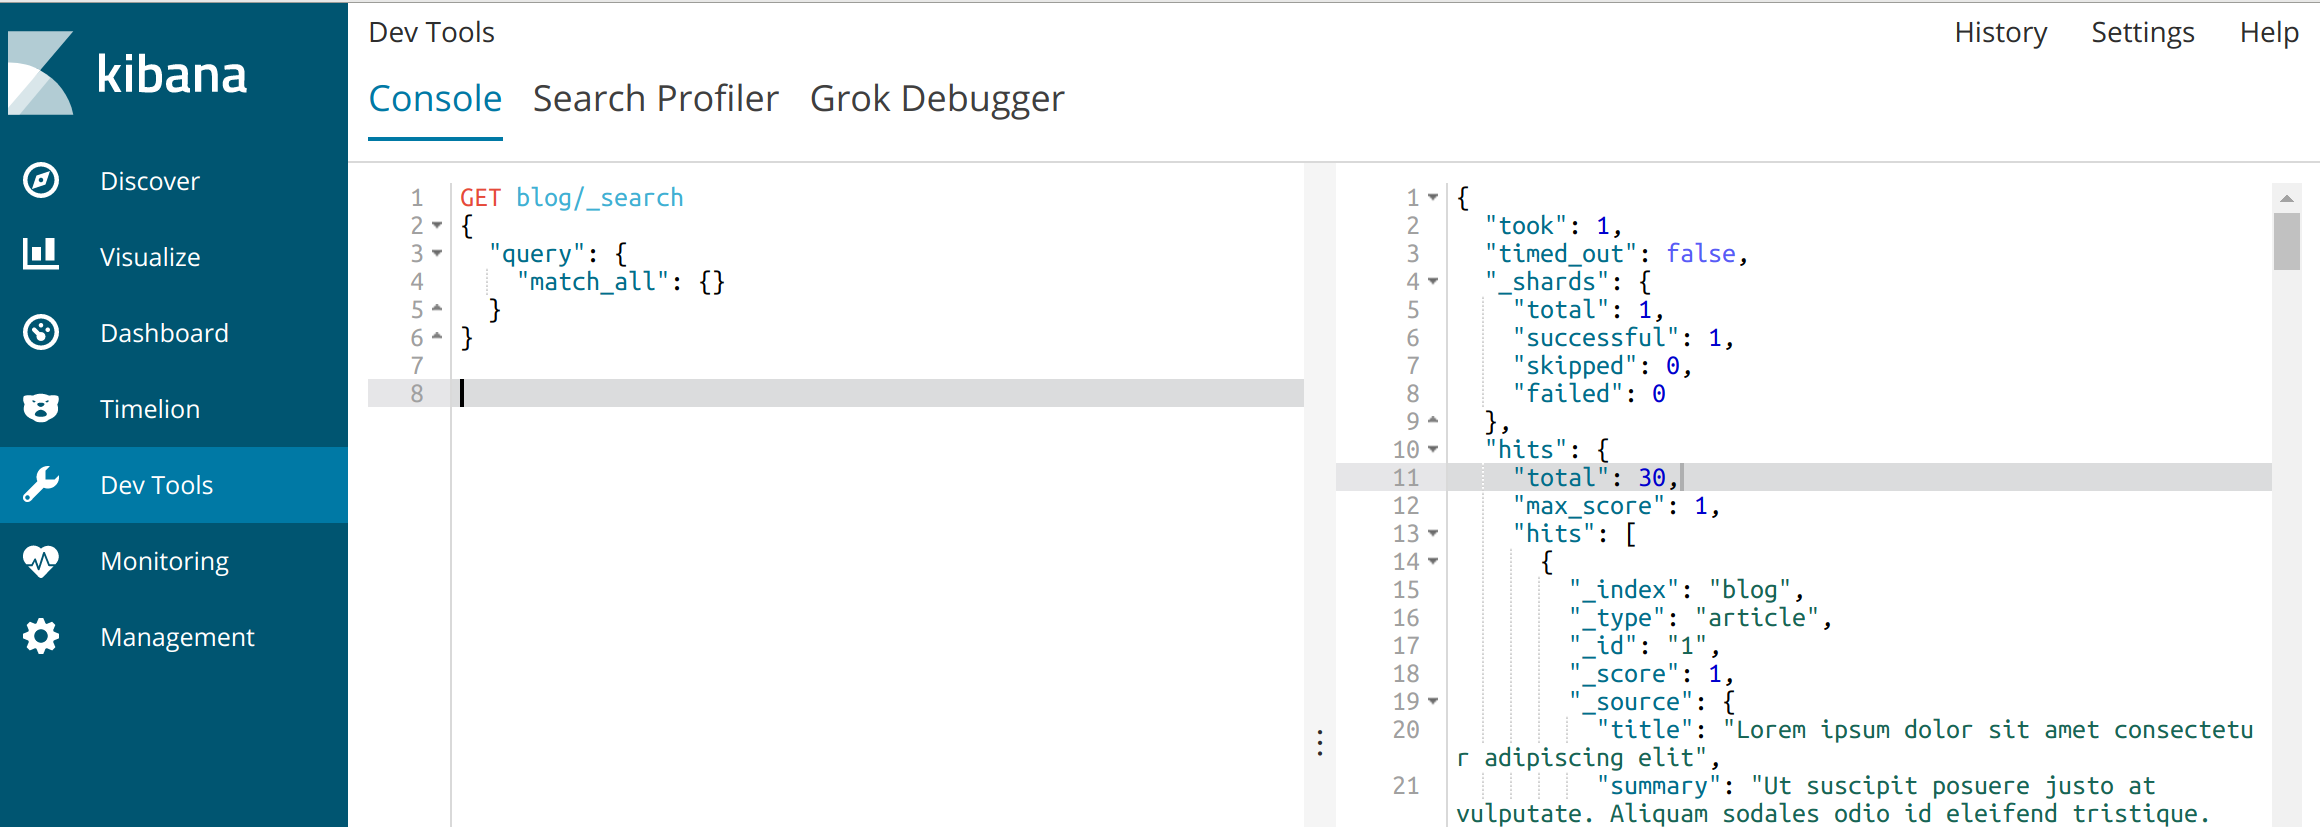 kibana
Discover
Visualize
Dashboard
Timelion
Dev Tools
Monitoring
Management
Dev Tools
History Settings Help
Console Search Profiler Grok Debugger
1 GET blog/_search
2 {
3 "query": {
4 "match_all": {}
5 }
6 }
7
8
1 {
2 "took": 1,
3 "timed_out": false,
4 "_shards": {
5 "total": 1,
6 "successful": 1,
7 "skipped": 0,
8 "failed": 0
9 },
10 "hits": {
11 "total": 30,
12 "max_score": 1,
13 "hits": [
14 {
15 "_index": "blog",
16 "_type": "article",
17 "_id": "1",
18 "_score": 1,
19 "_source": {
20 "title": "Lorem ipsum dolor sit amet consectetu
r adipiscing elit",
21 "summary": "Ut suscipit posuere justo at
vulputate. Aliquam sodales odio id eleifend tristique.